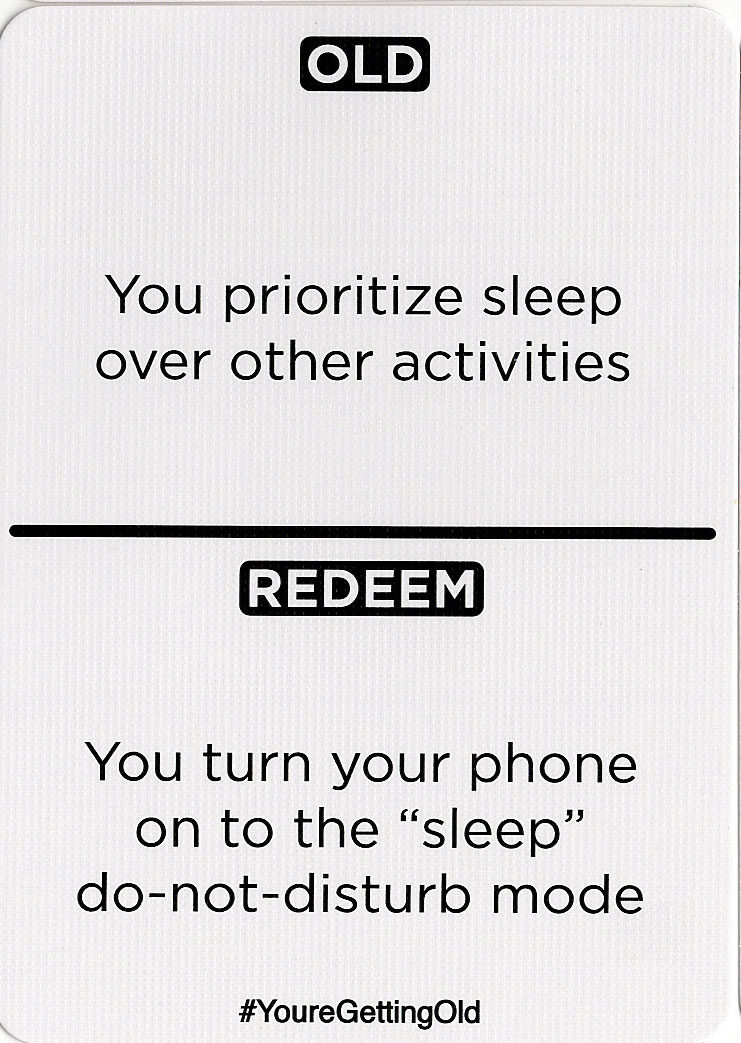 OLD
You prioritize sleep
over other activities
REDEEM
You turn your phone
on to the “sleep”
do-not-disturb mode
#YoureGettingOld